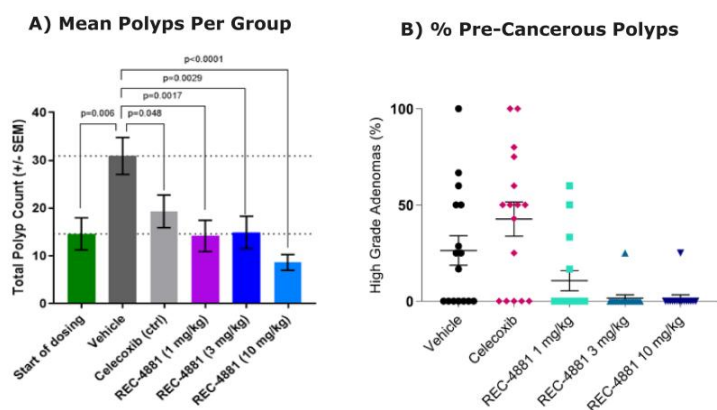 A) Mean Polyps Per Group
p<0.0001
p=0.0029
p=0.0017
p=0.006
p=0.048
Total Polyp Count (+/- SEM)
40
30
20
10
0
Start of dosing
Vehicle
Celecoxib (ctrl)
REC-4881 (1 mg/kg)
REC-4881 (3 mg/kg)
REC-4881 (10 mg/kg)
B) % Pre-Cancerous Polyps
High Grade Adenomas (%)
100
50
0
Vehicle
Celecoxib
REC-4881 1 mg/kg
REC-4881 3 mg/kg
REC-4881 10 mg/kg